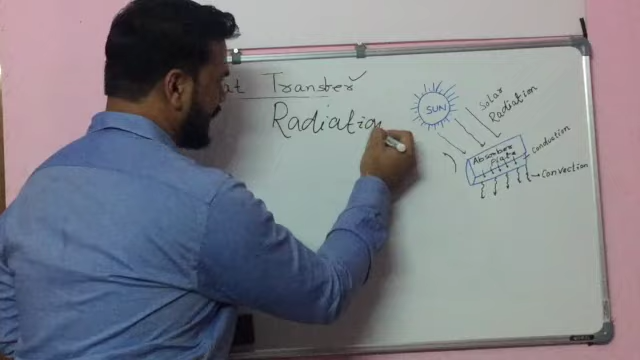 at Transfer
Radiation
SUN
Solar
Radiation
Absorber
Plate
conduction
Convection